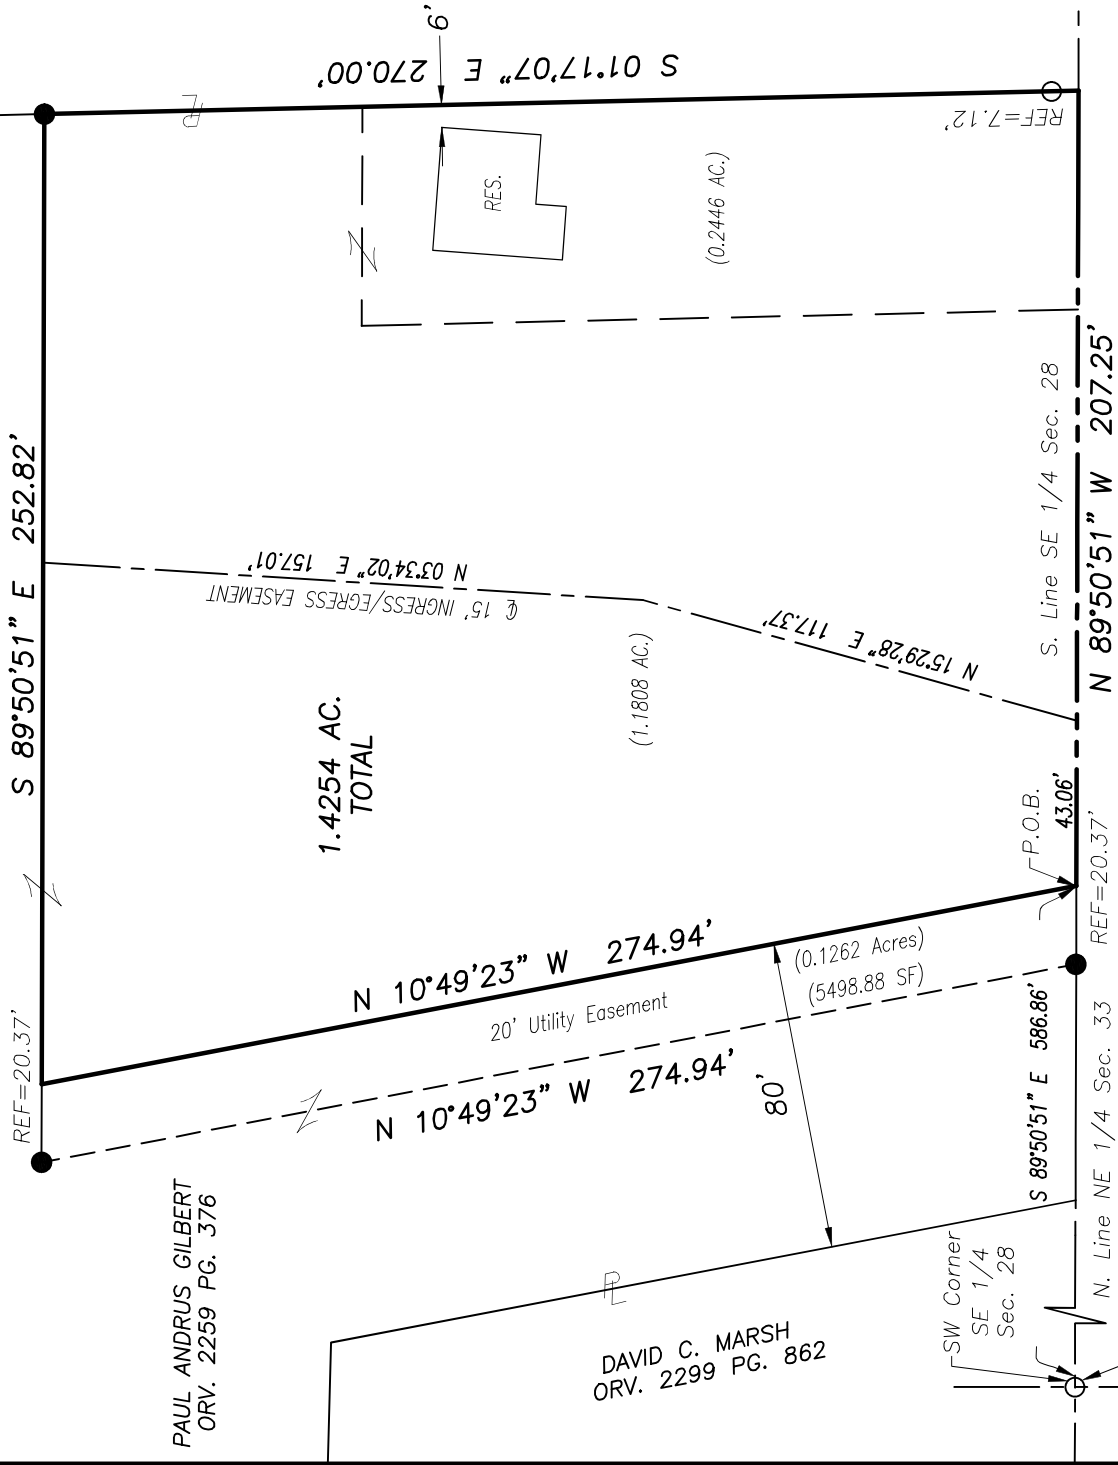 S 89°50'51" E 252.82'
REF=20.37'
PAUL ANDRUS GILBERT
ORV. 2259 PG. 376
PL
S 01°17'07" E 270.00'
9'
REF=7.12'
RES.
(0.2446 AC.)
N 03°34'02" E 157.01'
℄ 15' INGRESS/EGRESS EASEMENT
N 15°29'28" E 117.37'
(1.1808 AC.)
1.4254 AC.
TOTAL
N 10°49'23" W 274.94'
20' Utility Easement
(0.1262 Acres)
(5498.88 SF)
N 10°49'23" W 274.94'
80'
PL
DAVID C. MARSH
ORV. 2299 PG. 862
S. Line SE 1/4 Sec. 28
N 89°50'51" W 207.25'
P.O.B.
43.06'
REF=20.37'
S 89°50'51" E 586.86'
N. Line NE 1/4 Sec. 33
SW Corner
SE 1/4
Sec. 28